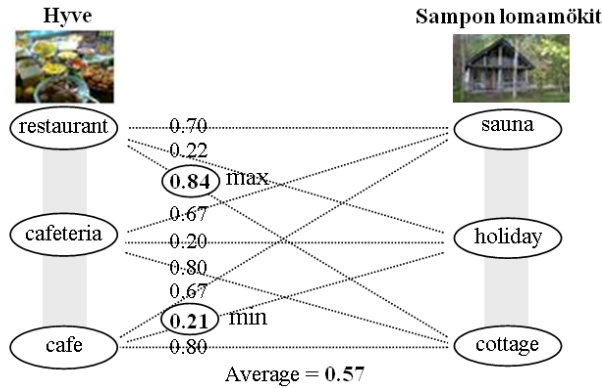 Hyve
Sampon lomamökit
restaurant
0.70
sauna
0.22
0.84 max
0.67
cafeteria
0.20
holiday
0.80
0.67
0.21 min
cafe
0.80
cottage
Average = 0.57